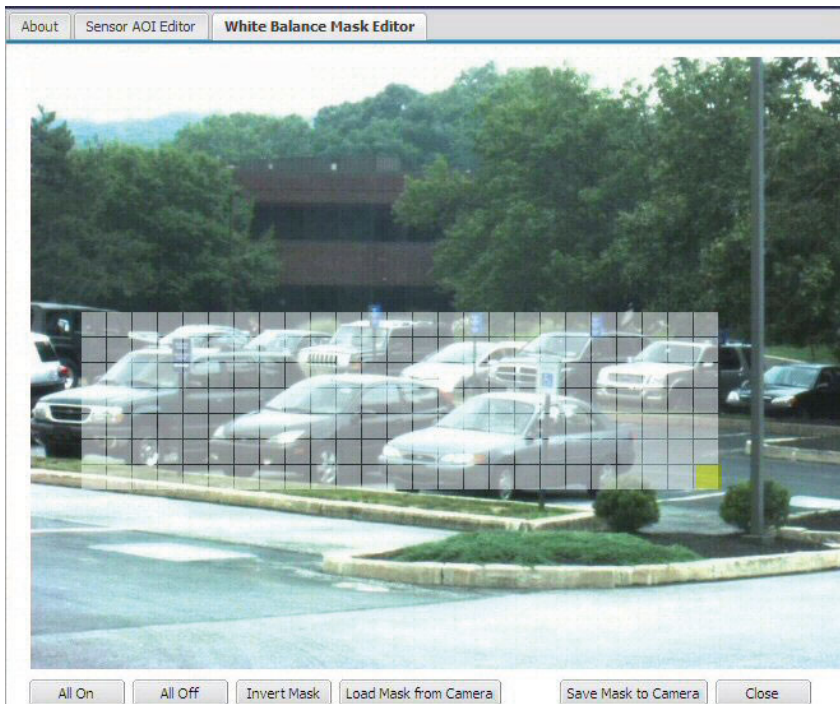 About
Sensor AOI Editor
White Balance Mask Editor
All On
All Off
Invert Mask
Load Mask from Camera
Save Mask to Camera
Close